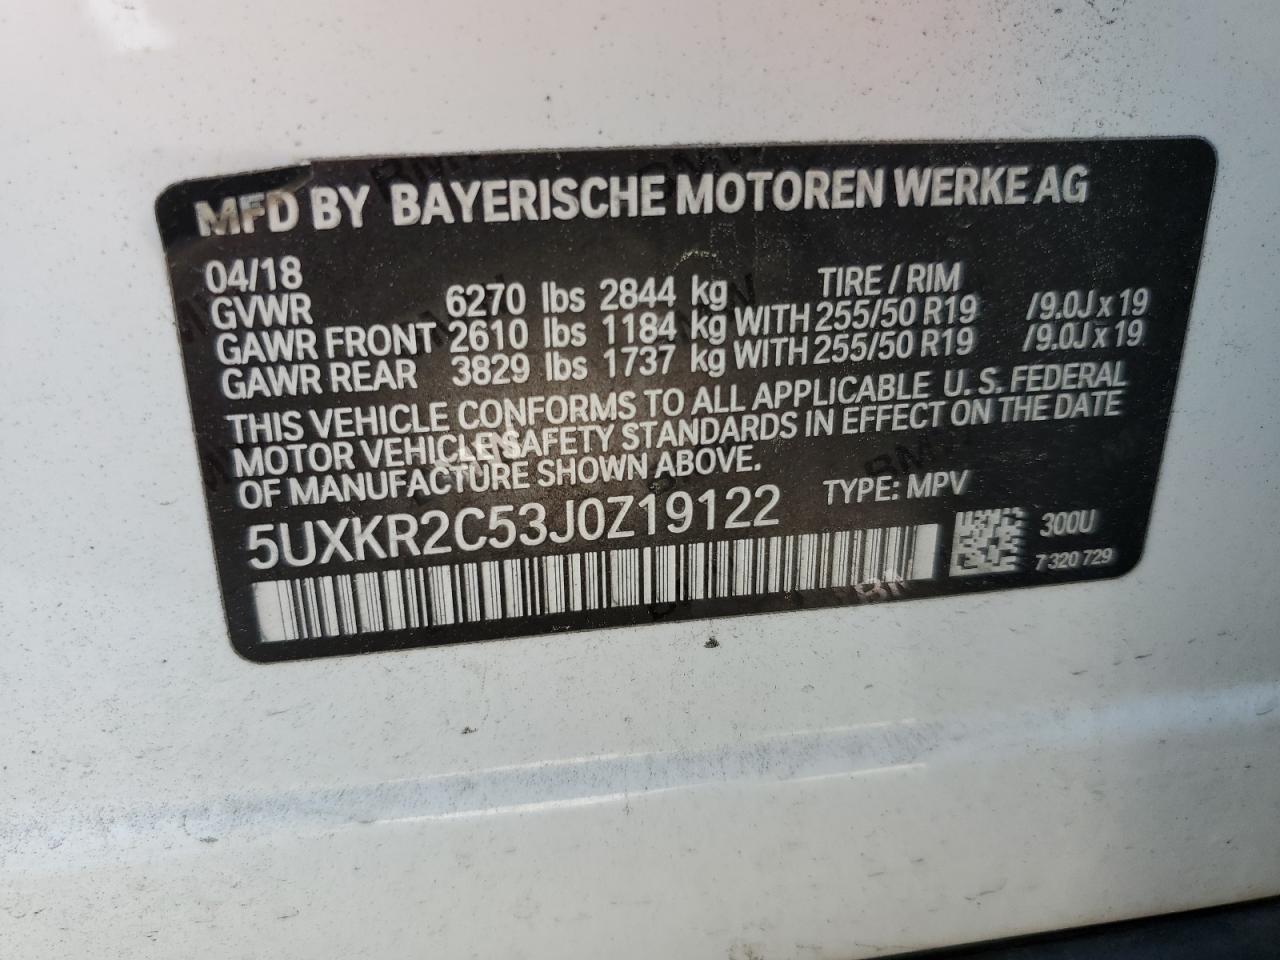 MFD BY BAYERISCHE MOTOREN WERKE AG
04/18 TIRE / RIM
GVWR 6270 lbs 2844 kg
GAWR FRONT 2610 lbs 1184 kg WITH 255/50 R19 /9.0J x 19
GAWR REAR 3829 lbs 1737 kg WITH 255/50 R19 /9.0J x 19
THIS VEHICLE CONFORMS TO ALL APPLICABLE U. S. FEDERAL
MOTOR VEHICLE SAFETY STANDARDS IN EFFECT ON THE DATE
OF MANUFACTURE SHOWN ABOVE.
5UXKR2C53J0Z19122 TYPE: MPV
300U
7 320 729